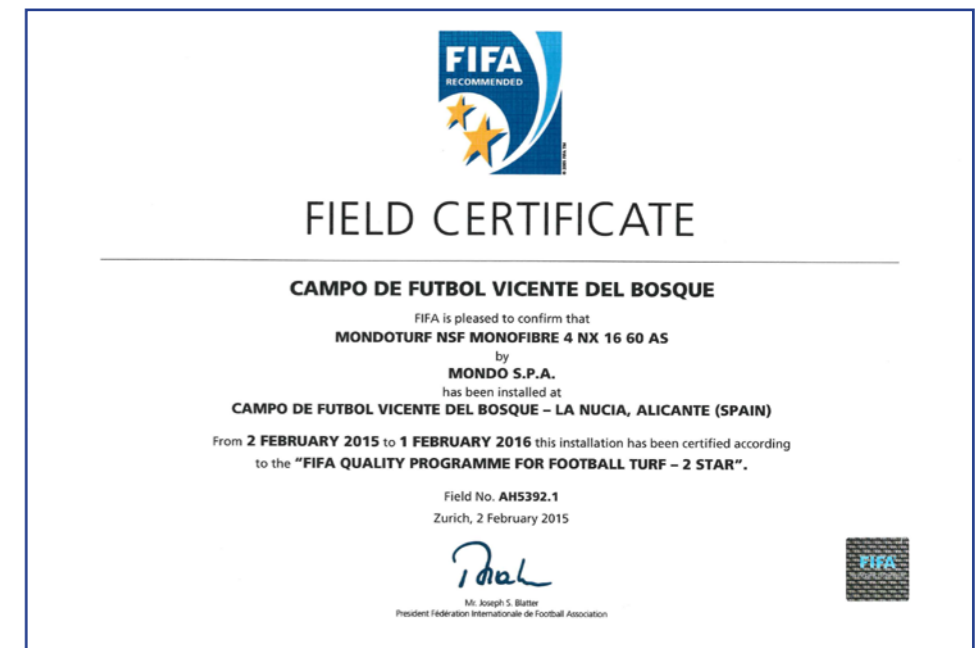 FIFA
RECOMMENDED
FIELD CERTIFICATE
CAMPO DE FUTBOL VICENTE DEL BOSQUE
FIFA is pleased to confirm that
MONDOTURF NSF MONOFIBRE 4 NX 16 60 AS
by
MONDO S.P.A.
has been installed at
CAMPO DE FUTBOL VICENTE DEL BOSQUE – LA NUCIA, ALICANTE (SPAIN)
From 2 FEBRUARY 2015 to 1 FEBRUARY 2016 this installation has been certified according
to the “FIFA QUALITY PROGRAMME FOR FOOTBALL TURF – 2 STAR”.
Field No. AH5392.1
Zurich, 2 February 2015
Mr. Joseph S. Blatter
President Fédération Internationale de Football Association
FIFA